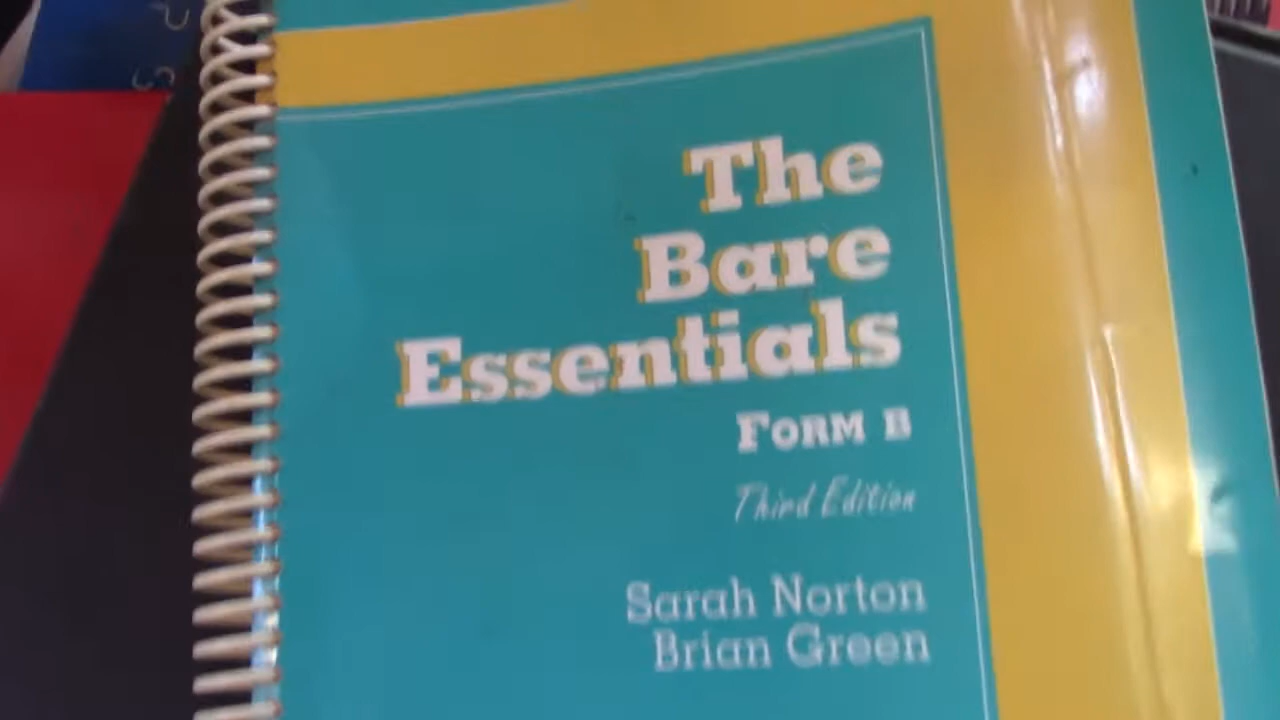 The
Bare
Essentials
FORM B
Third Edition
Sarah Norton
Brian Green